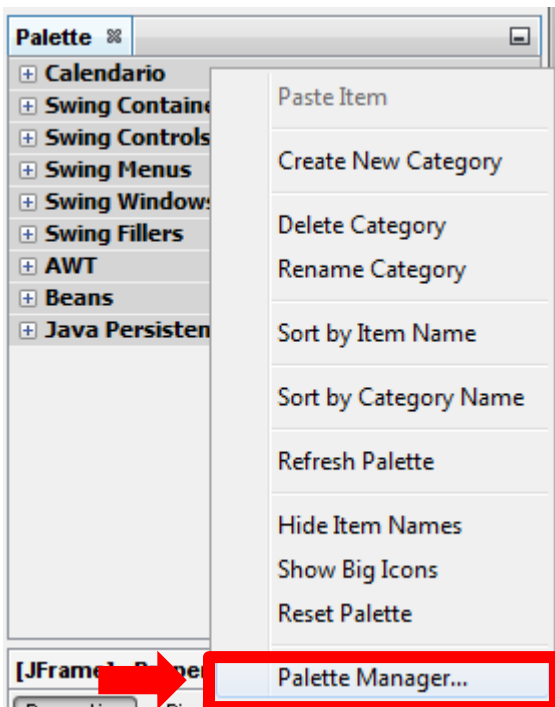 Palette
Calendario
Swing Containe
Swing Controls
Swing Menus
Swing Windows
Swing Fillers
AWT
Beans
Java Persisten
Paste Item
Create New Category
Delete Category
Rename Category
Sort by Item Name
Sort by Category Name
Refresh Palette
Hide Item Names
Show Big Icons
Reset Palette
Palette Manager...
[JFrame]